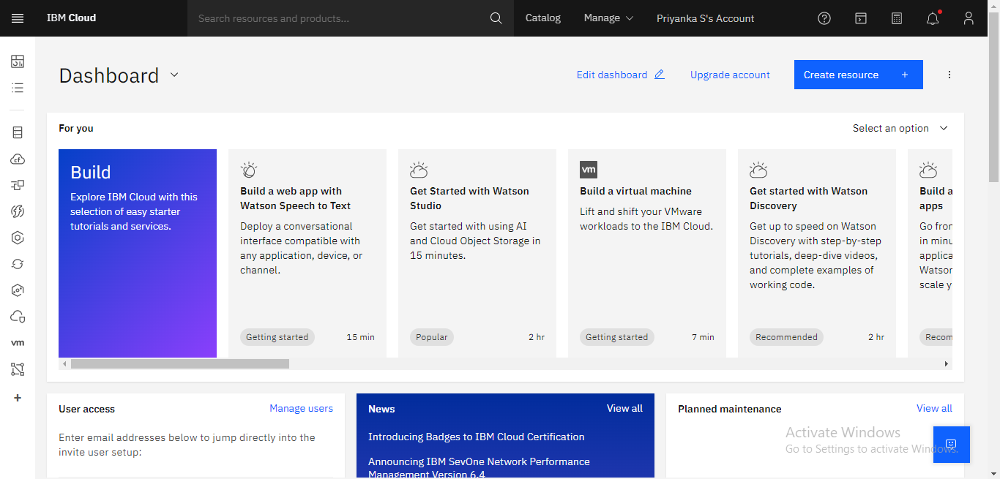 IBM Cloud
Search resources and products...
Catalog
Manage
Priyanka S's Account
Dashboard
Edit dashboard
Upgrade account
Create resource +
For you
Select an option
Build
Explore IBM Cloud with this
selection of easy starter
tutorials and services.
Build a web app with
Watson Speech to Text
Deploy a conversational
interface compatible with
any application, device, or
channel.
Getting started
15 min
Get Started with Watson
Studio
Get started with using AI
and Cloud Object Storage in
15 minutes.
Popular
2 hr
vm
Build a virtual machine
Lift and shift your VMware
workloads to the IBM Cloud.
Getting started
7 min
Get started with Watson
Discovery
Get up to speed on Watson
Discovery with step-by-step
tutorials, deep-dive videos,
and complete examples of
working code.
Recommended
2 hr
Build a
apps
Go from
in minu
applica
Watson
scale y
Recom
cf
vm
+
User access
Manage users
Enter email addresses below to jump directly into the
invite user setup:
News
View all
Introducing Badges to IBM Cloud Certification
Announcing IBM SevOne Network Performance
Management Version 6.4
Planned maintenance
View all
Activate Windows
Go to Settings to activate Windows.